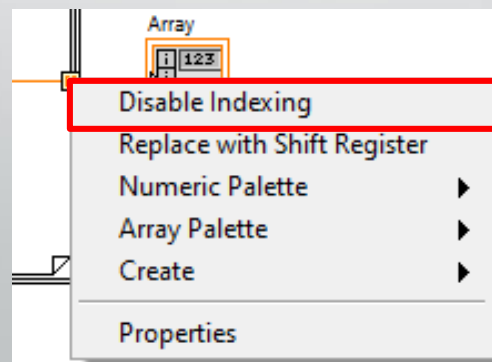 Array
i 123
Disable Indexing
Replace with Shift Register
Numeric Palette
Array Palette
Create
Properties